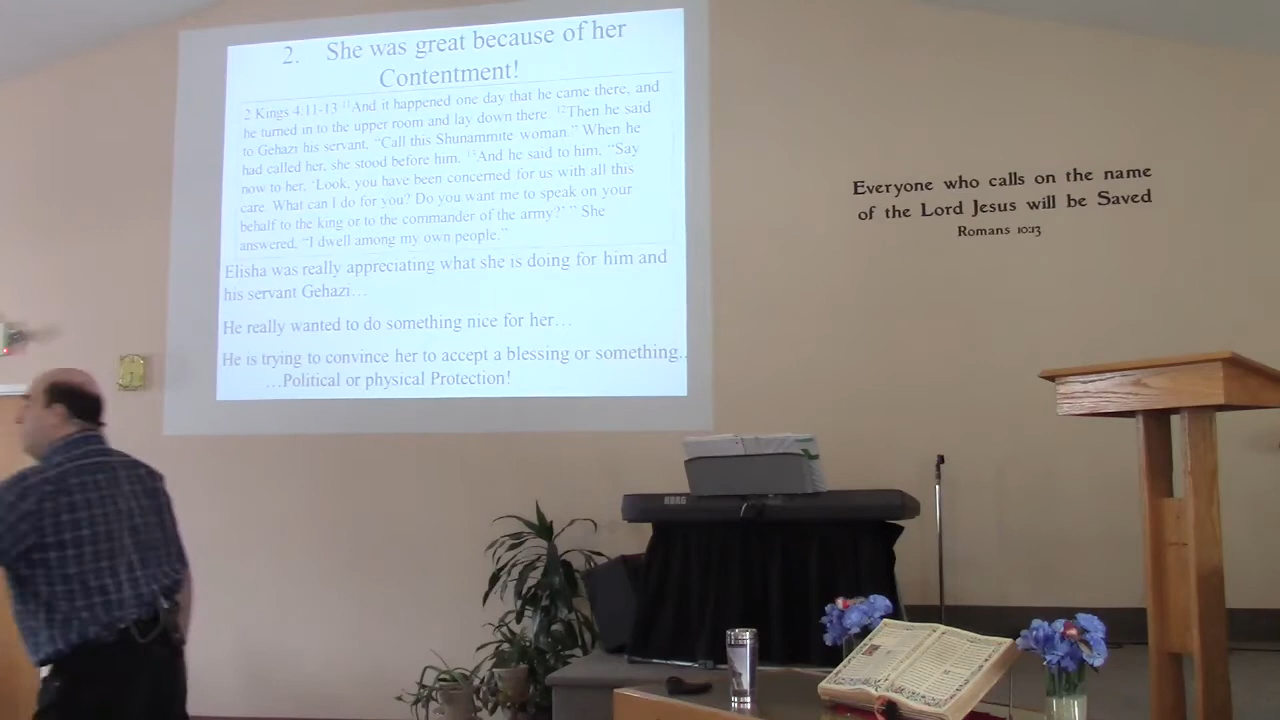 2. She was great because of her
Contentment!
2 Kings 4:11-13 ¹¹And it happened one day that he came there, and
he turned in to the upper room and lay down there. ¹²Then he said
to Gehazi his servant, “Call this Shunammite woman.” When he
had called her, she stood before him. ¹³And he said to him, “Say
now to her, ‘Look, you have been concerned for us with all this
care. What can I do for you? Do you want me to speak on your
behalf to the king or to the commander of the army?’ ” She
answered, “I dwell among my own people.”
Elisha was really appreciating what she is doing for him and
his servant Gehazi…
He really wanted to do something nice for her…
He is trying to convince her to accept a blessing or something..
…Political or physical Protection!
Everyone who calls on the name
of the Lord Jesus will be Saved
Romans 10:13
KORG